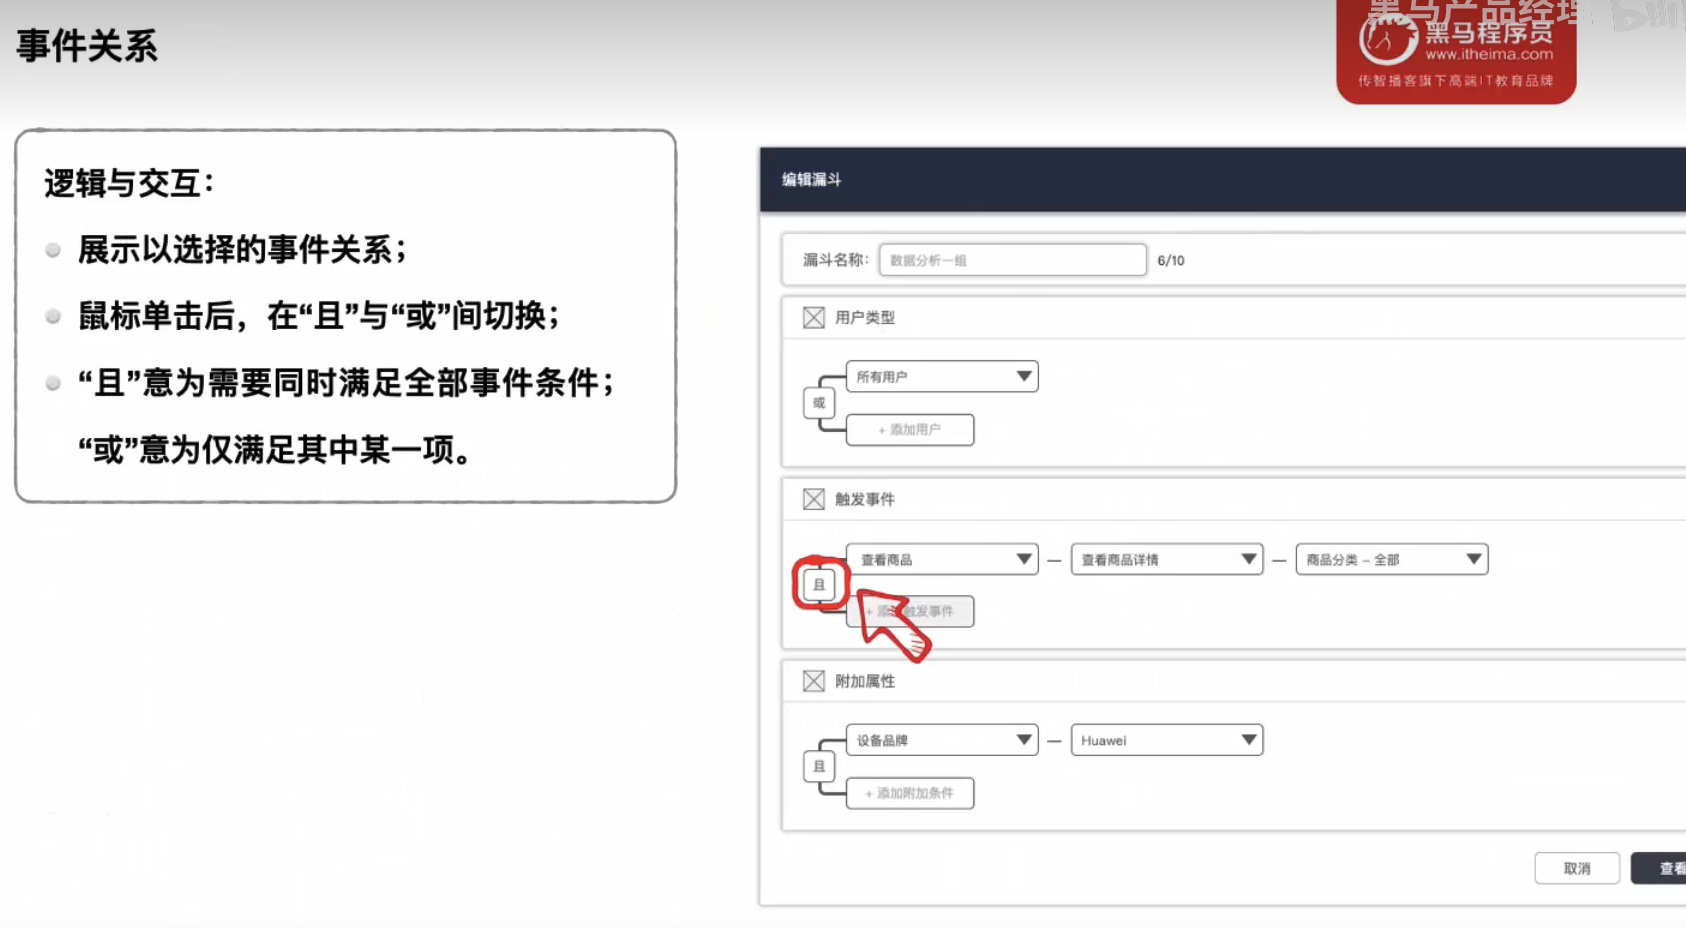 事件关系
黑马产品经理
黑马程序员
www.itheima.com
传智播客旗下高端IT教育品牌
逻辑与交互：
展示以选择的事件关系；
鼠标单击后，在“且”与“或”间切换；
“且”意为需要同时满足全部事件条件；
“或”意为仅满足其中某一项。
编辑漏斗
漏斗名称： 数据分析一组 6/10
用户类型
所有用户
或
+ 添加用户
触发事件
查看商品 — 查看商品详情 — 商品分类 – 全部
且
+ 添加触发事件
附加属性
设备品牌 — Huawei
且
+ 添加附加条件
取消 查看